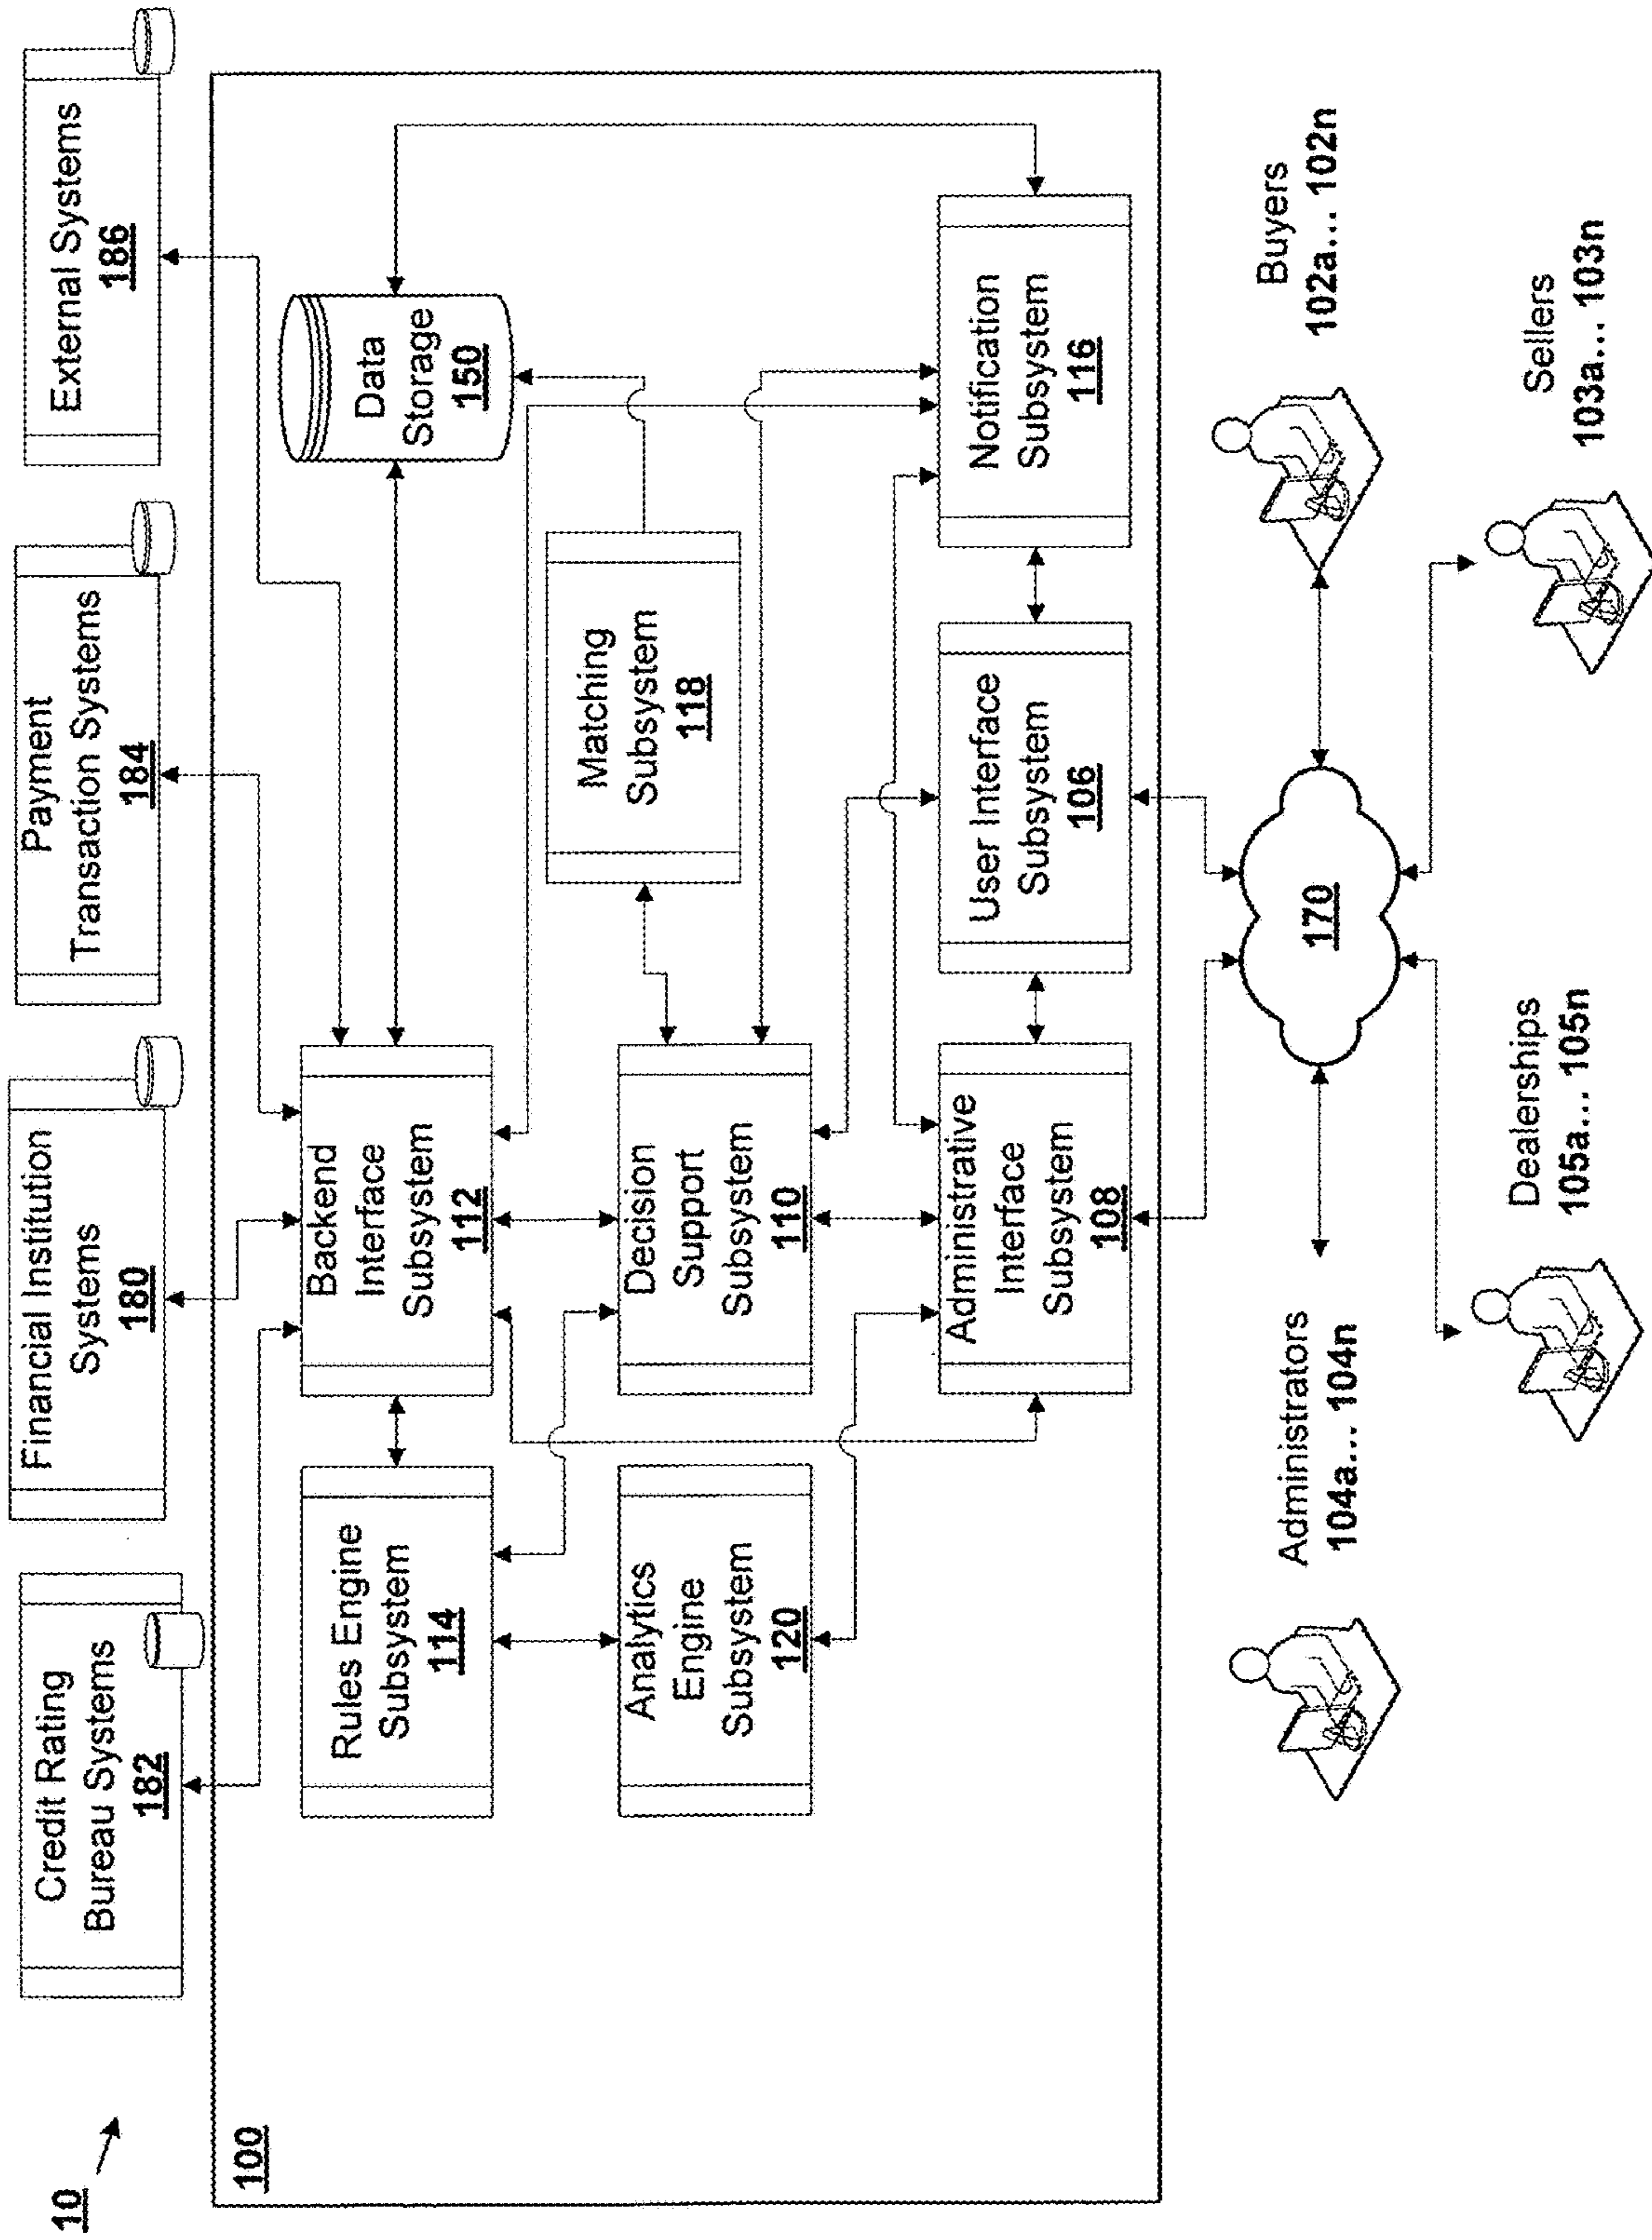 10
Credit Rating
Bureau Systems
182
Financial Institution
Systems
180
Payment
Transaction Systems
184
External Systems
186
100
Rules Engine
Subsystem
114
Backend
Interface
Subsystem
112
Data
Storage
150
Analytics
Engine
Subsystem
120
Decision
Support
Subsystem
110
Matching
Subsystem
118
Administrative
Interface
Subsystem
108
User Interface
Subsystem
106
Notification
Subsystem
116
Administrators
104a... 104n
170
Buyers
102a... 102n
Dealerships
105a... 105n
Sellers
103a... 103n